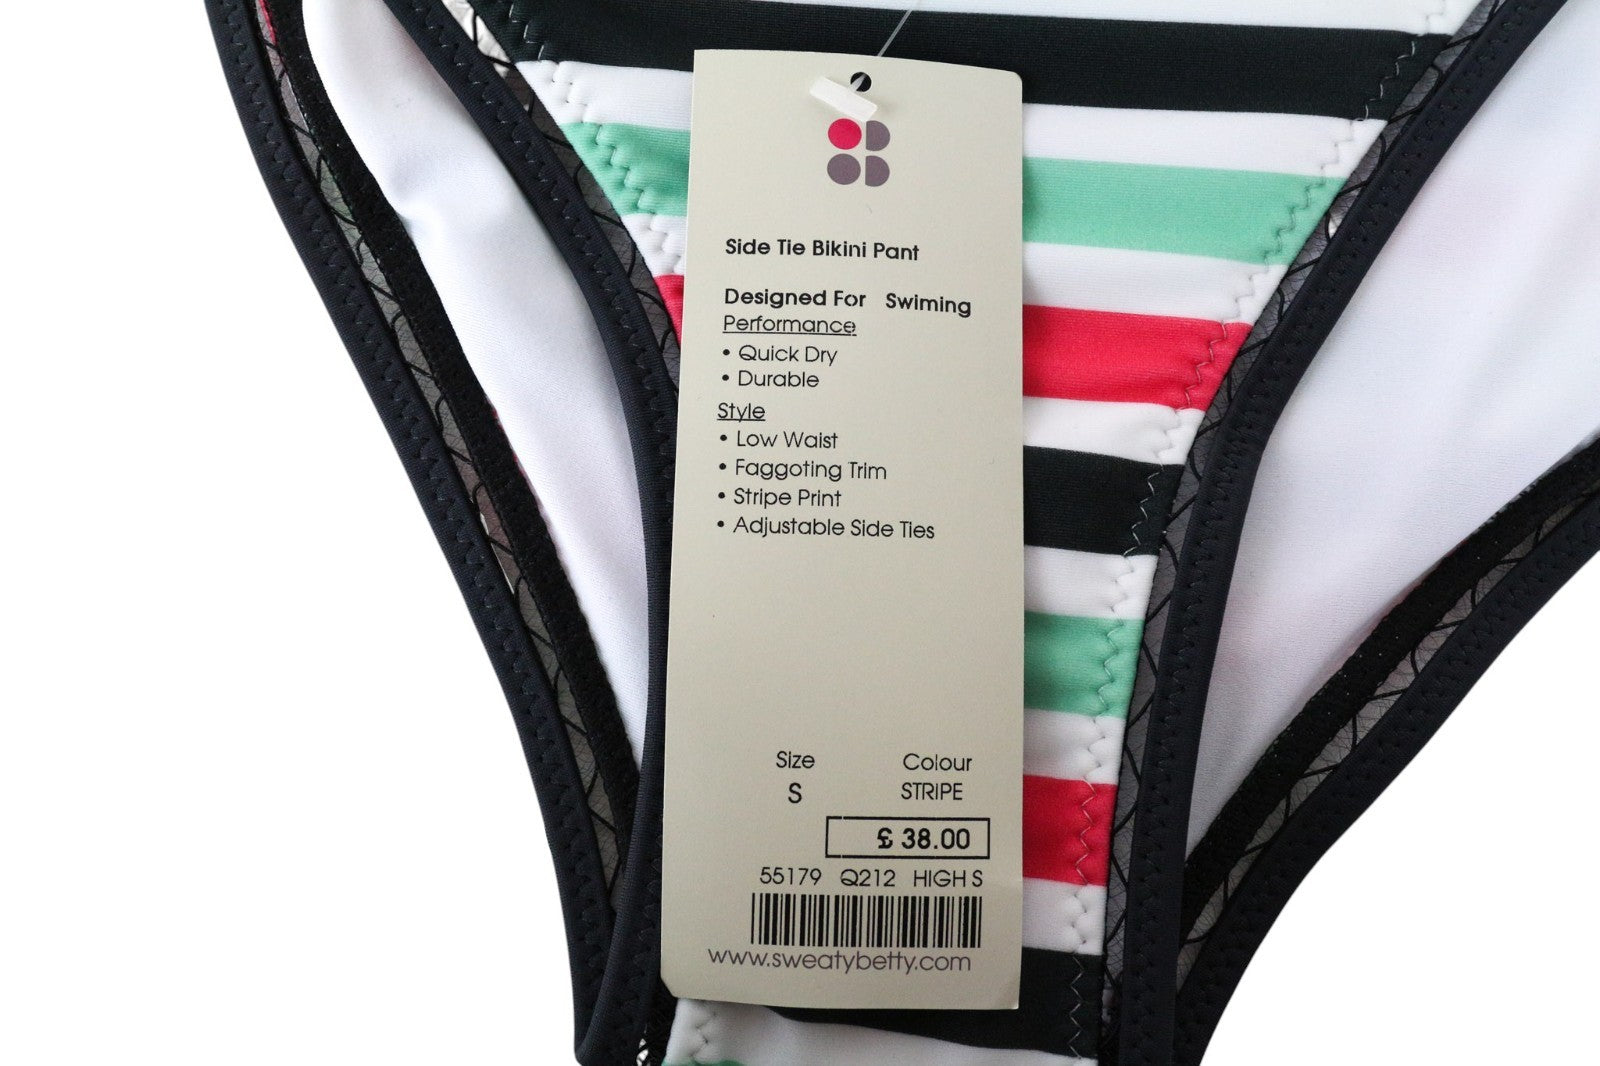 Side Tie Bikini Pant
Designed For Swiming
Performance
• Quick Dry
• Durable
Style
• Low Waist
• Faggoting Trim
• Stripe Print
• Adjustable Side Ties
Size Colour
S STRIPE
£ 38.00
55179 Q212 HIGH S
www.sweatybetty.com